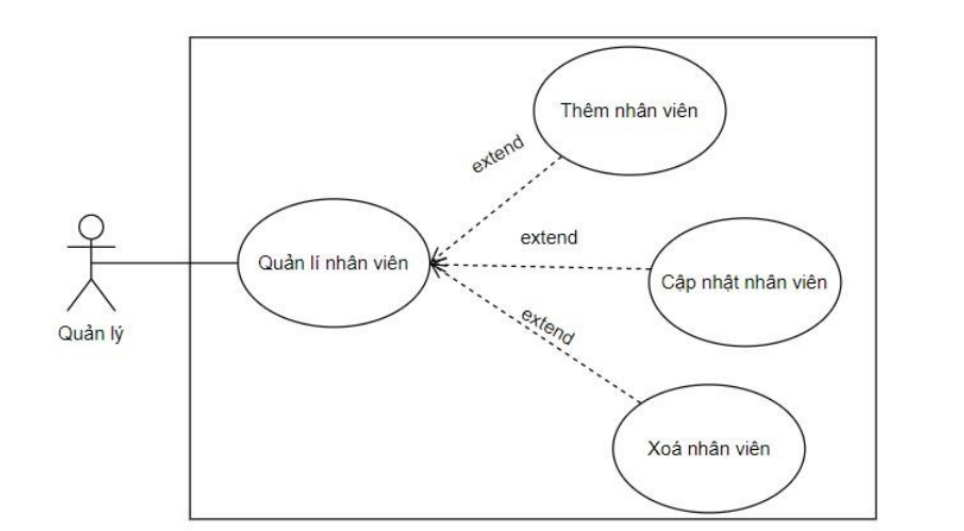 Thêm nhân viên
extend
extend
Quản lí nhân viên
Cập nhật nhân viên
extend
Quản lý
Xoá nhân viên